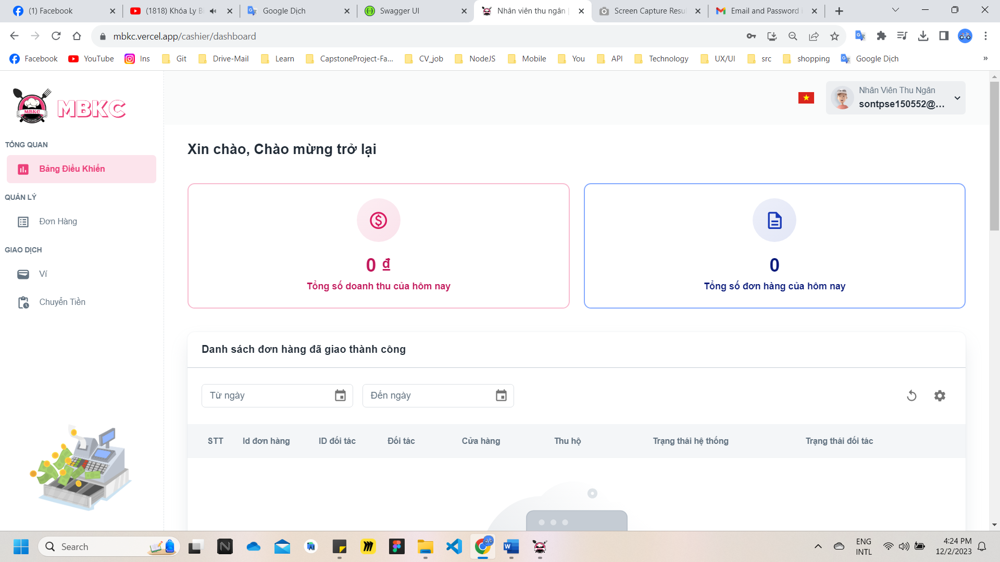 (1) Facebook
(1818) Khóa Ly Bi
Google Dịch
Swagger UI
Nhân viên thu ngân |
Screen Capture Resu
Email and Password i
mbkc.vercel.app/cashier/dashboard
Facebook
YouTube
Ins
Git
Drive-Mail
Learn
CapstoneProject-Fa...
CV_job
NodeJS
Mobile
You
API
Technology
UX/UI
src
shopping
Google Dịch
»
MBKC
MBKC
Nhân Viên Thu Ngân
sontpse150552@...
TỔNG QUAN
Bảng Điều Khiển
QUẢN LÝ
Đơn Hàng
GIAO DỊCH
Ví
Chuyển Tiền
Xin chào, Chào mừng trở lại
0 ₫
Tổng số doanh thu của hôm nay
0
Tổng số đơn hàng của hôm nay
Danh sách đơn hàng đã giao thành công
Từ ngày
Đến ngày
STT
Id đơn hàng
ID đối tác
Đối tác
Cửa hàng
Thu hộ
Trạng thái hệ thống
Trạng thái đối tác
Search
ENG
INTL
4:24 PM
12/2/2023